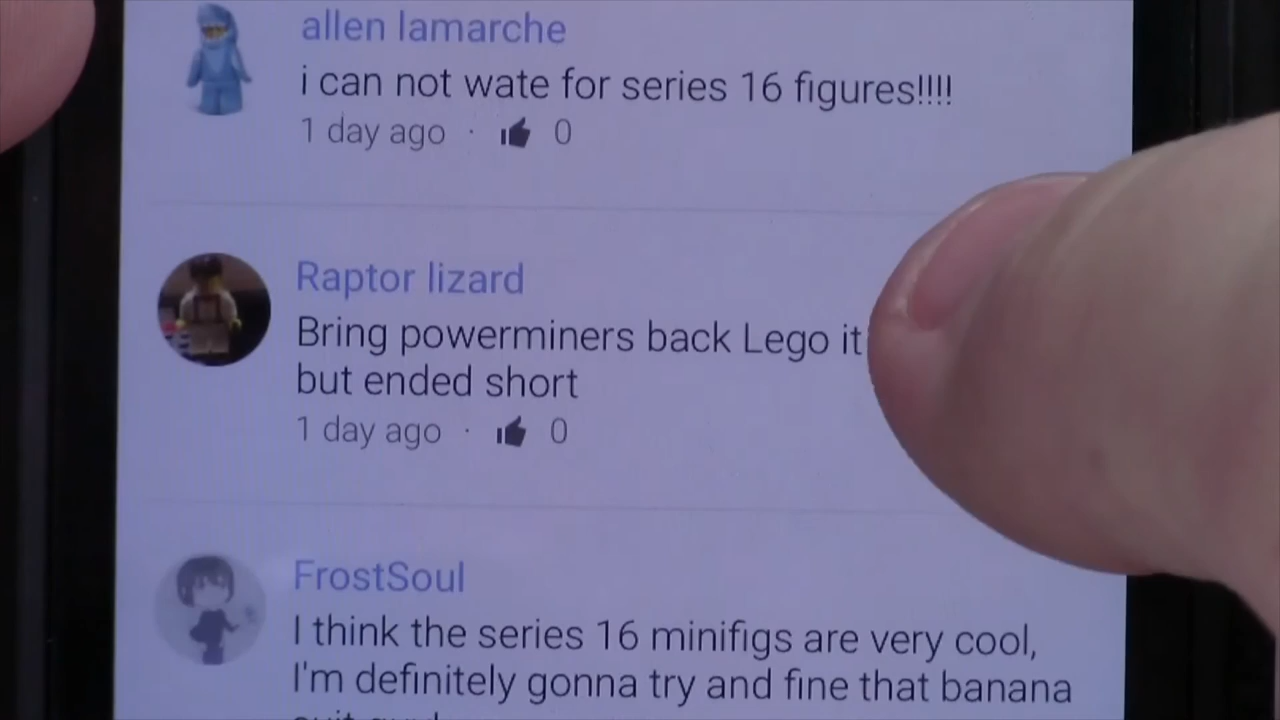 allen lamarche
i can not wate for series 16 figures!!!!
1 day ago · 0
Raptor lizard
Bring powerminers back Lego it
but ended short
1 day ago · 0
FrostSoul
I think the series 16 minifigs are very cool,
I'm definitely gonna try and fine that banana